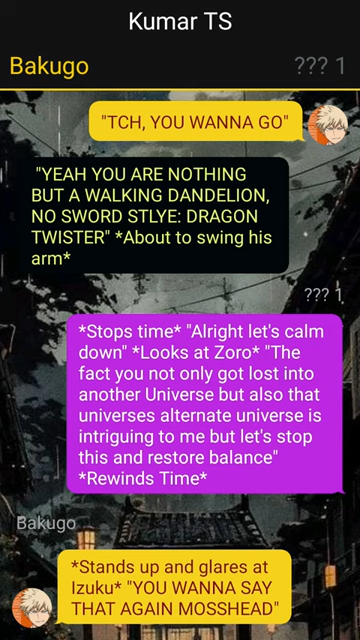 Kumar TS
Bakugo
??? 1
"TCH, YOU WANNA GO"
"YEAH YOU ARE NOTHING
BUT A WALKING DANDELION,
NO SWORD STLYE: DRAGON
TWISTER" *About to swing his
arm*
??? 1
*Stops time* "Alright let's calm
down" *Looks at Zoro* "The
fact you not only got lost into
another Universe but also that
universes alternate universe is
intriguing to me but let's stop
this and restore balance"
*Rewinds Time*
Bakugo
*Stands up and glares at
Izuku* "YOU WANNA SAY
THAT AGAIN MOSSHEAD"